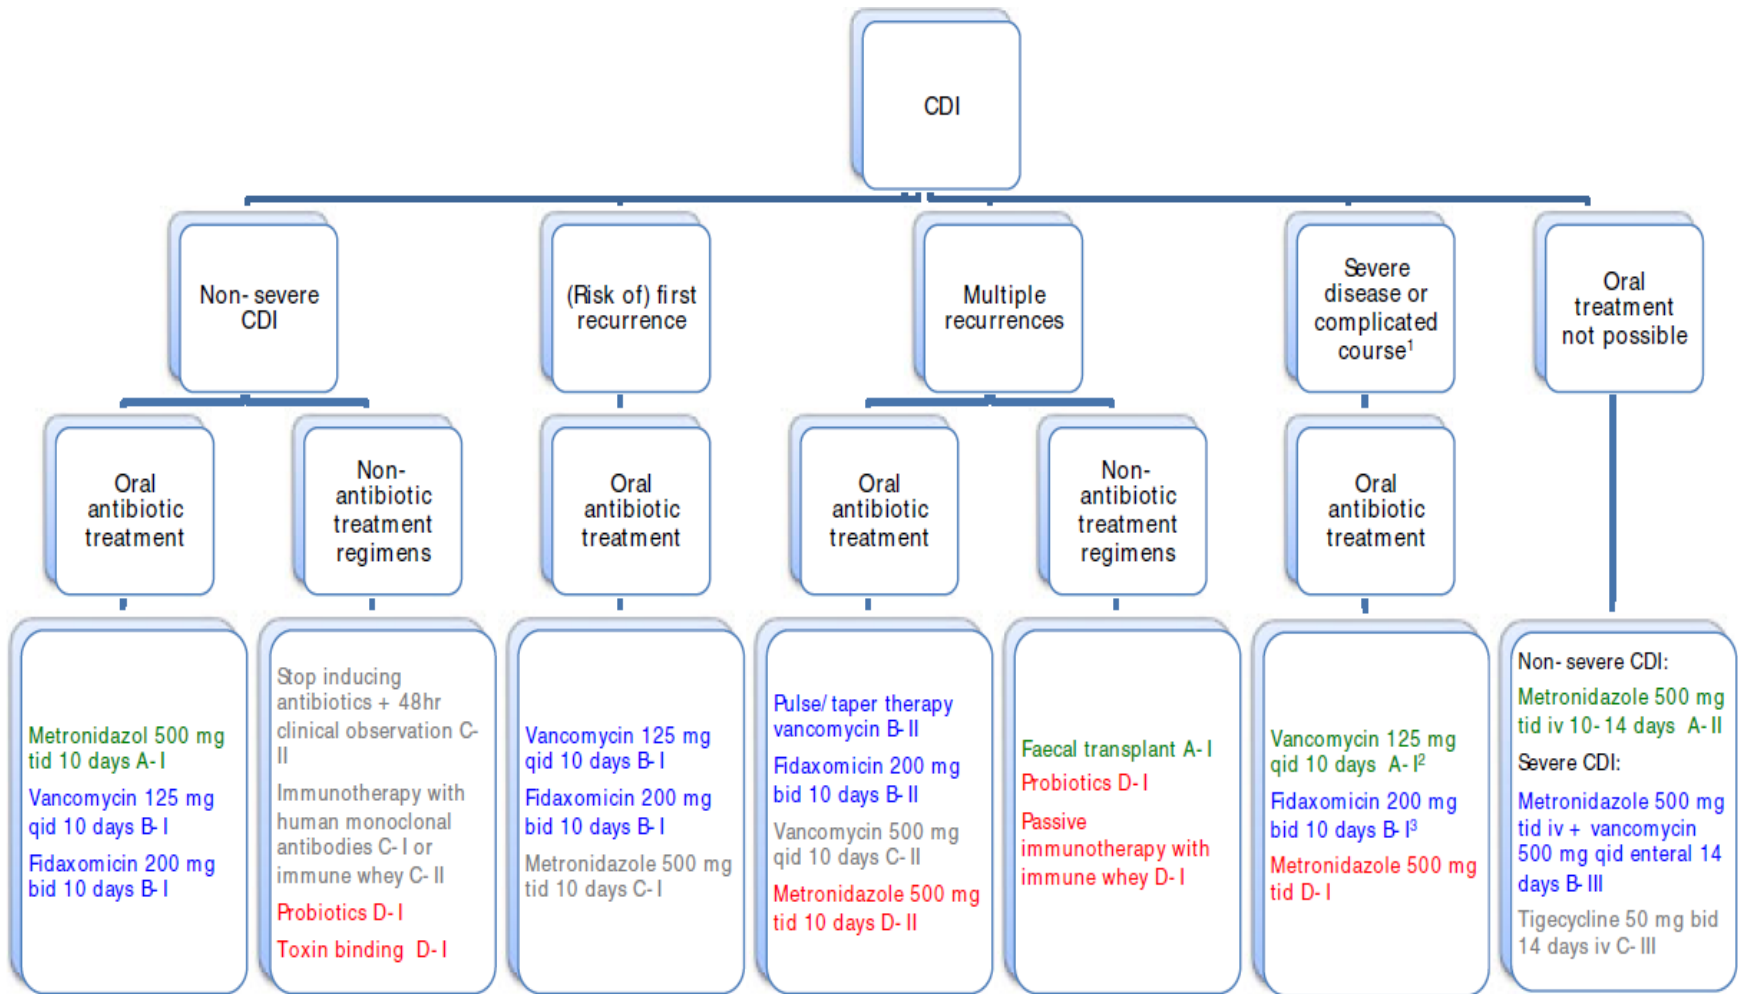 CDI
Non- severe
CDI
(Risk of) first
recurrence
Multiple
recurrences
Severe
disease or
complicated
course1
Oral
treatment
not possible
Oral
antibiotic
treatment
Non-
antibiotic
treatment
regimens
Oral
antibiotic
treatment
Oral
antibiotic
treatment
Non-
antibiotic
treatment
regimens
Oral
antibiotic
treatment
Metronidazol 500 mg
tid 10 days A- I
Vancomycin 125 mg
qid 10 days B- I
Fidaxomicin 200 mg
bid 10 days B- I
Stop inducing
antibiotics + 48hr
clinical observation C-
II
Immunotherapy with
human monoclonal
antibodies C- I or
immune whey C- II
Probiotics D- I
Toxin binding D- I
Vancomycin 125 mg
qid 10 days B- I
Fidaxomicin 200 mg
bid 10 days B- I
Metronidazole 500 mg
tid 10 days C- I
Pulse/ taper therapy
vancomycin B- II
Fidaxomicin 200 mg
bid 10 days B- II
Vancomycin 500 mg
qid 10 days C- II
Metronidazole 500 mg
tid 10 days D- II
Faecal transplant A- I
Probiotics D- I
Passive
immunotherapy with
immune whey D- I
Vancomycin 125 mg
qid 10 days A- I2
Fidaxomicin 200 mg
bid 10 days B- I3
Metronidazole 500 mg
tid D- I
Non- severe CDI:
Metronidazole 500 mg
tid iv 10- 14 days A- II
Severe CDI:
Metronidazole 500 mg
tid iv + vancomycin
500 mg qid enteral 14
days B- III
Tigecycline 50 mg bid
14 days iv C- III